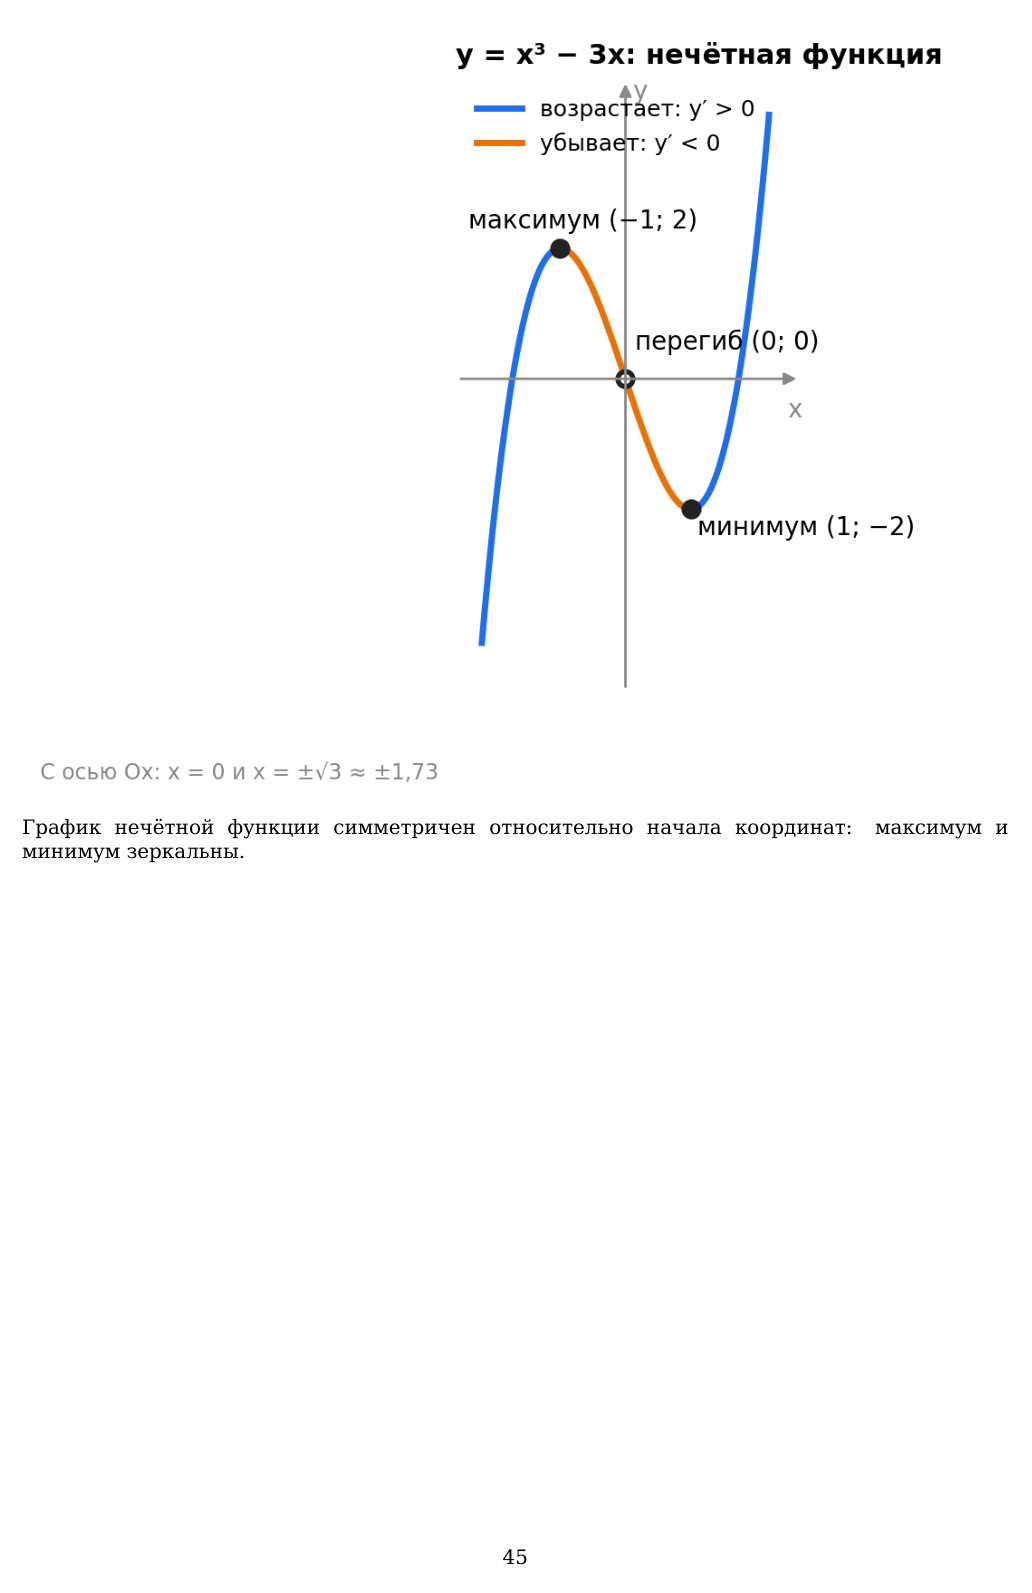 y = x³ − 3x: нечётная функция
y
возрастает: y′ > 0
убывает: y′ < 0
максимум (−1; 2)
перегиб (0; 0)
x
минимум (1; −2)
С осью Ox: x = 0 и x = ±√3 ≈ ±1,73
График нечётной функции симметричен относительно начала координат: максимум и
минимум зеркальны.
45